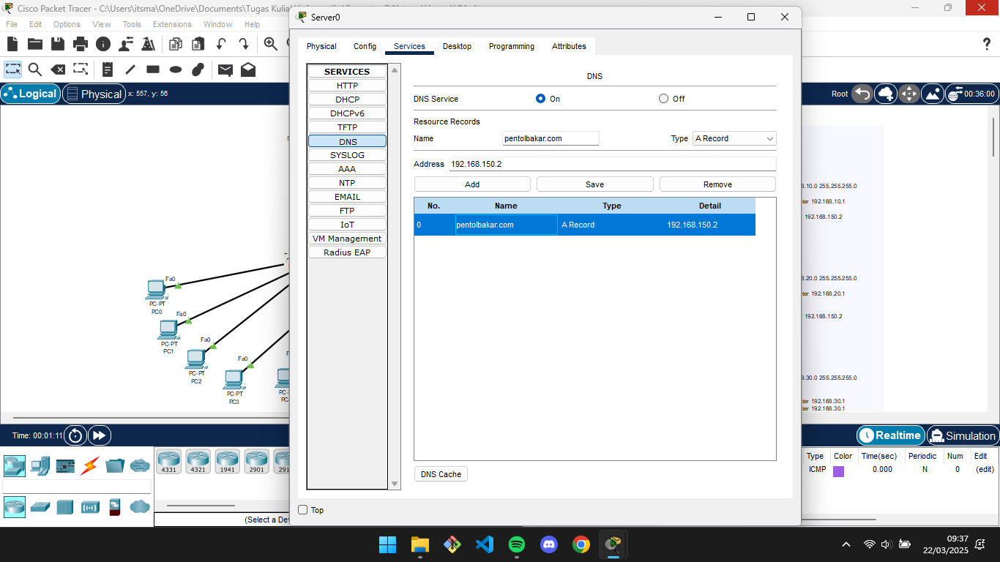 Cisco Packet Tracer - C:\Users\itsma\OneDrive\Documents\Tugas Kulia
File Edit Options View Tools Extensions Window Help
Logical Physical x: 557, y: 56
Root 00:36:00
Server0
Physical Config Services Desktop Programming Attributes
SERVICES
HTTP
DHCP
DHCPv6
TFTP
DNS
SYSLOG
AAA
NTP
EMAIL
FTP
IoT
VM Management
Radius EAP
DNS
DNS Service On Off
Resource Records
Name pentolbakar.com Type A Record
Address 192.168.150.2
Add Save Remove
No. Name Type Detail
0 pentolbakar.com A Record 192.168.150.2
DNS Cache
Top
Fa0
PC-PT
PC0
Fa0
PC-PT
PC1
Fa0
PC-PT
PC2
Fa0
PC-PT
PC3
.10.0 255.255.255.0
ter 192.168.10.1
192.168.150.2
.20.0 255.255.255.0
ter 192.168.20.1
192.168.150.2
.30.0 255.255.255.0
ter 192.168.30.1
ter 192.168.30.1
Time: 00:01:11
Realtime Simulation
4331 4321 1941 2901 291
(Select a De
Type Color Time(sec) Periodic Num Edit
ICMP 0.000 N 0 (edit)
09:37
22/03/2025